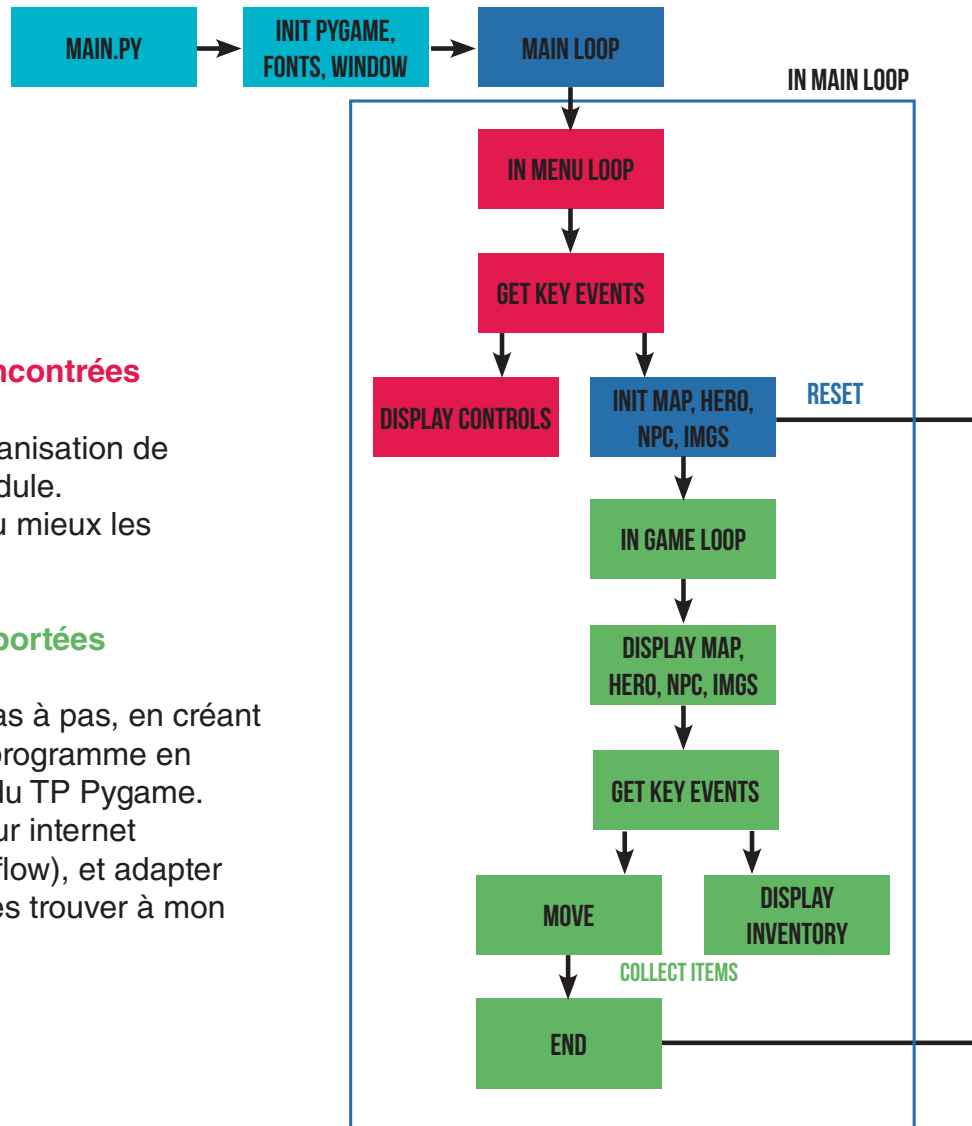 MAIN.PY
INIT PYGAME,
FONTS, WINDOW
MAIN LOOP
IN MAIN LOOP
IN MENU LOOP
GET KEY EVENTS
DISPLAY CONTROLS
INIT MAP, HERO,
NPC, IMGS
RESET
IN GAME LOOP
DISPLAY MAP,
HERO, NPC, IMGS
GET KEY EVENTS
MOVE
DISPLAY
INVENTORY
COLLECT ITEMS
END
ncontrées
anisation de
dule.
u mieux les
portées
as à pas, en créant
programme en
du TP Pygame.
ur internet
flow), et adapter
es trouver à mon